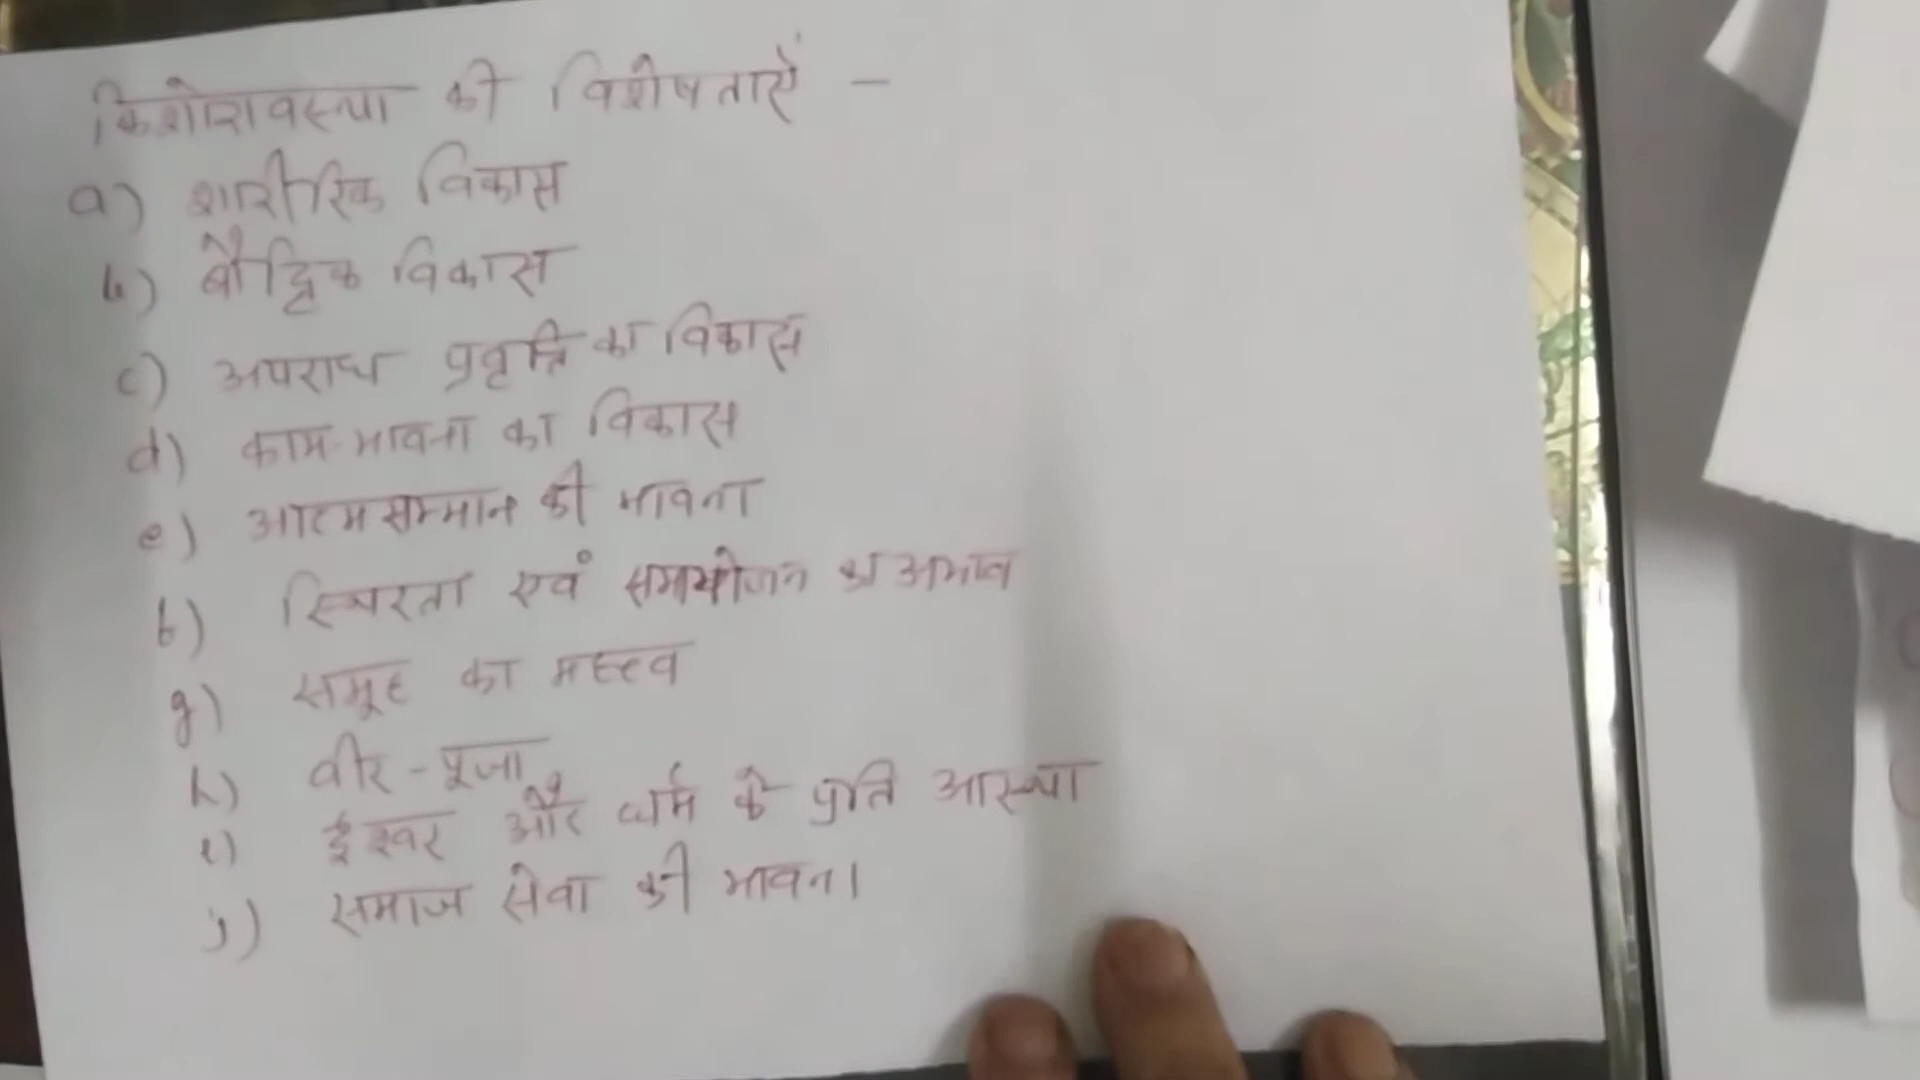 किशोरावस्था की विशेषताऐं -
a) शारीरिक विकास
b) बौद्धिक विकास
c) अपराध प्रवृत्ति का विकास
d) काम-भावना का विकास
e) आत्मसम्मान की भावना
f) स्थिरता एवं समायोजन का अभाव
g) समूह का महत्व
h) वीर-पूजा
i) ईश्वर और धर्म के प्रति आस्था
j) समाज सेवा की भावना